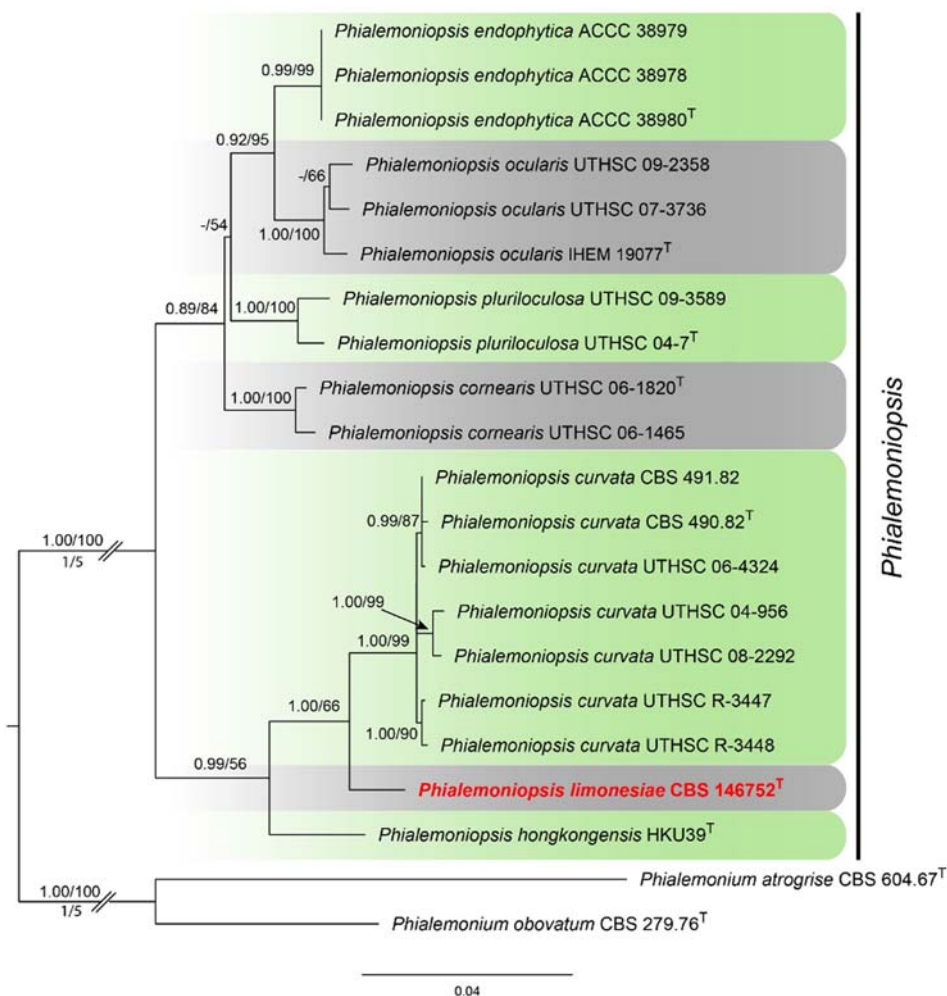 Phialemoniopsis endophytica ACCC 38979
0.99/99
Phialemoniopsis endophytica ACCC 38978
Phialemoniopsis endophytica ACCC 38980T
0.92/95
Phialemoniopsis ocularis UTHSC 09-2358
-/66
Phialemoniopsis ocularis UTHSC 07-3736
-/54
1.00/100
Phialemoniopsis ocularis IHEM 19077T
Phialemoniopsis pluriloculosa UTHSC 09-3589
0.89/84
1.00/100
Phialemoniopsis pluriloculosa UTHSC 04-7T
Phialemoniopsis cornearis UTHSC 06-1820T
1.00/100
Phialemoniopsis cornearis UTHSC 06-1465
Phialemoniopsis
Phialemoniopsis curvata CBS 491.82
0.99/87
Phialemoniopsis curvata CBS 490.82T
1.00/100
1/5
Phialemoniopsis curvata UTHSC 06-4324
1.00/99
Phialemoniopsis curvata UTHSC 04-956
1.00/99
Phialemoniopsis curvata UTHSC 08-2292
1.00/66
Phialemoniopsis curvata UTHSC R-3447
1.00/90
Phialemoniopsis curvata UTHSC R-3448
0.99/56
Phialemoniopsis limonesiae CBS 146752T
Phialemoniopsis hongkongensis HKU39T
1.00/100
1/5
Phialemonium atrogrise CBS 604.67T
Phialemonium obovatum CBS 279.76T
0.04